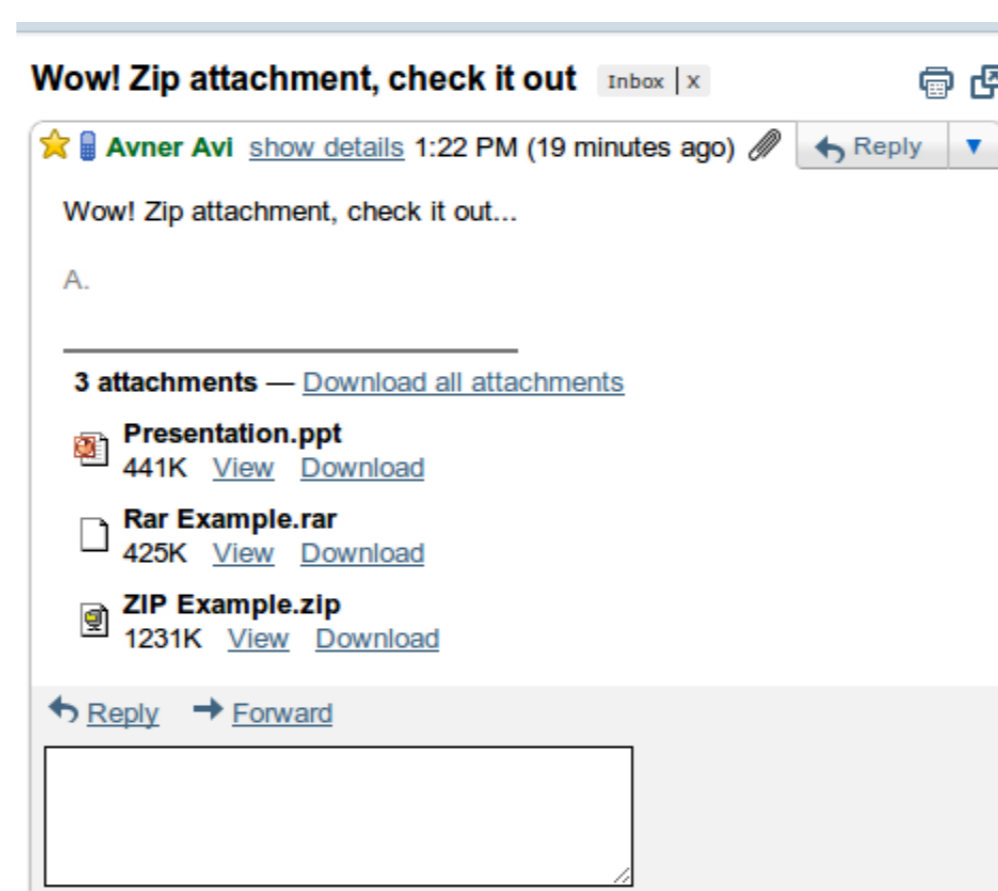 Wow! Zip attachment, check it out Inbox | x
Avner Avi show details 1:22 PM (19 minutes ago) Reply
Wow! Zip attachment, check it out...
A.
3 attachments — Download all attachments
Presentation.ppt
441K View Download
Rar Example.rar
425K View Download
ZIP Example.zip
1231K View Download
Reply Forward